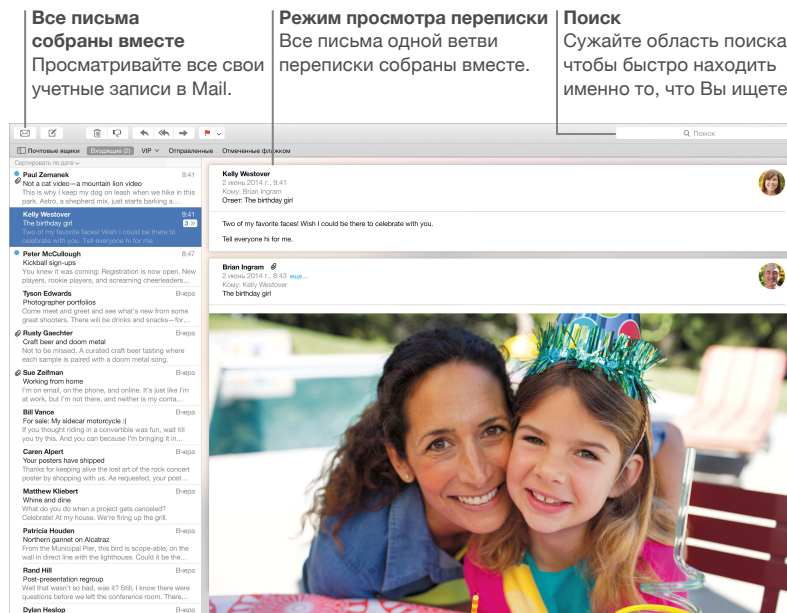 Все письма
собраны вместе
Просматривайте все свои
учетные записи в Mail.
Режим просмотра переписки
Все письма одной ветви
переписки собраны вместе.
Поиск
Сужайте область поиска
чтобы быстро находить
именно то, что Вы ищете
Поиск
Почтовые ящики Входящие (2) VIP Отправленные Отмеченные флажком
Сортировать по дате
Paul Zemanek 9:41
Not a cat video—a mountain lion video
This is why I keep my dog on leash when we hike in this
park. Astro, a shepherd mix, just starts barking a…
Kelly Westover 9:41
The birthday girl 3
Two of my favorite faces! Wish I could be there to
celebrate with you. Tell everyone hi for me.
Peter McCullough 8:47
Kickball sign-ups
You knew it was coming: Registration is now open. New
players, rookie players, and screaming cheerleaders…
Tyson Edwards Вчера
Photographer portfolios
Come meet and greet and see what's new from some
great shooters. There will be drinks and snacks—for…
Rusty Gaechter Вчера
Craft beer and doom metal
Not to be missed. A curated craft beer tasting where
each sample is paired with a doom metal song.
Sue Zeifman Вчера
Working from home
I'm on email, on the phone, and online. It's just like I'm
at work, but I'm not there, and neither is my conta…
Bill Vance Вчера
For sale: My sidecar motorcycle :(
If you thought riding in a convertible was fun, wait till
you try this. And you can because I'm bringing it in…
Caren Alpert Вчера
Your posters have shipped
Thanks for keeping alive the lost art of the rock concert
poster by shopping with us. As requested, your post…
Matthew Kliebert Вчера
Whine and dine
What do you do when a project gets canceled?
Celebrate! At my house. We're firing up the grill.
Patricia Houden Вчера
Northern gannet on Alcatraz
From the Municipal Pier, this bird is scope-able, on the
wall in direct line with the lighthouse. Could it be the…
Rand Hill Вчера
Post-presentation regroup
Well that wasn't so bad, was it? Still, I know there were
questions before we left the conference room. There…
Dylan Heslop Вчера
Kelly Westover
2 июнь 2014 г., 9:41
Кому: Brian Ingram
Ответ: The birthday girl
Two of my favorite faces! Wish I could be there to celebrate with you.
Tell everyone hi for me.
Brian Ingram
2 июнь 2014 г., 8:43 еще...
Кому: Kelly Westover
The birthday girl